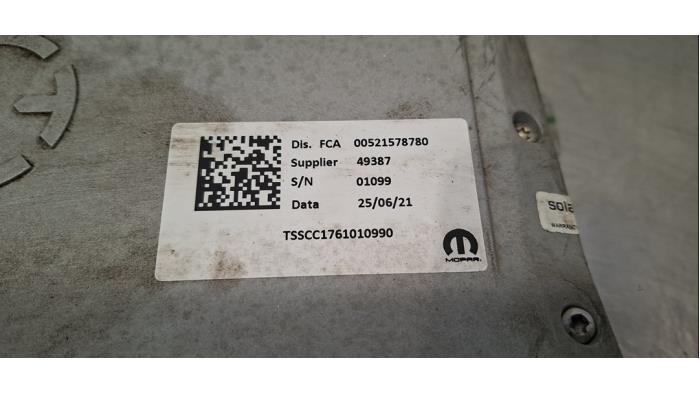 Dis. FCA 00521578780
Supplier 49387
S/N 01099
Data 25/06/21
TSSCC1761010990
MOPAR.